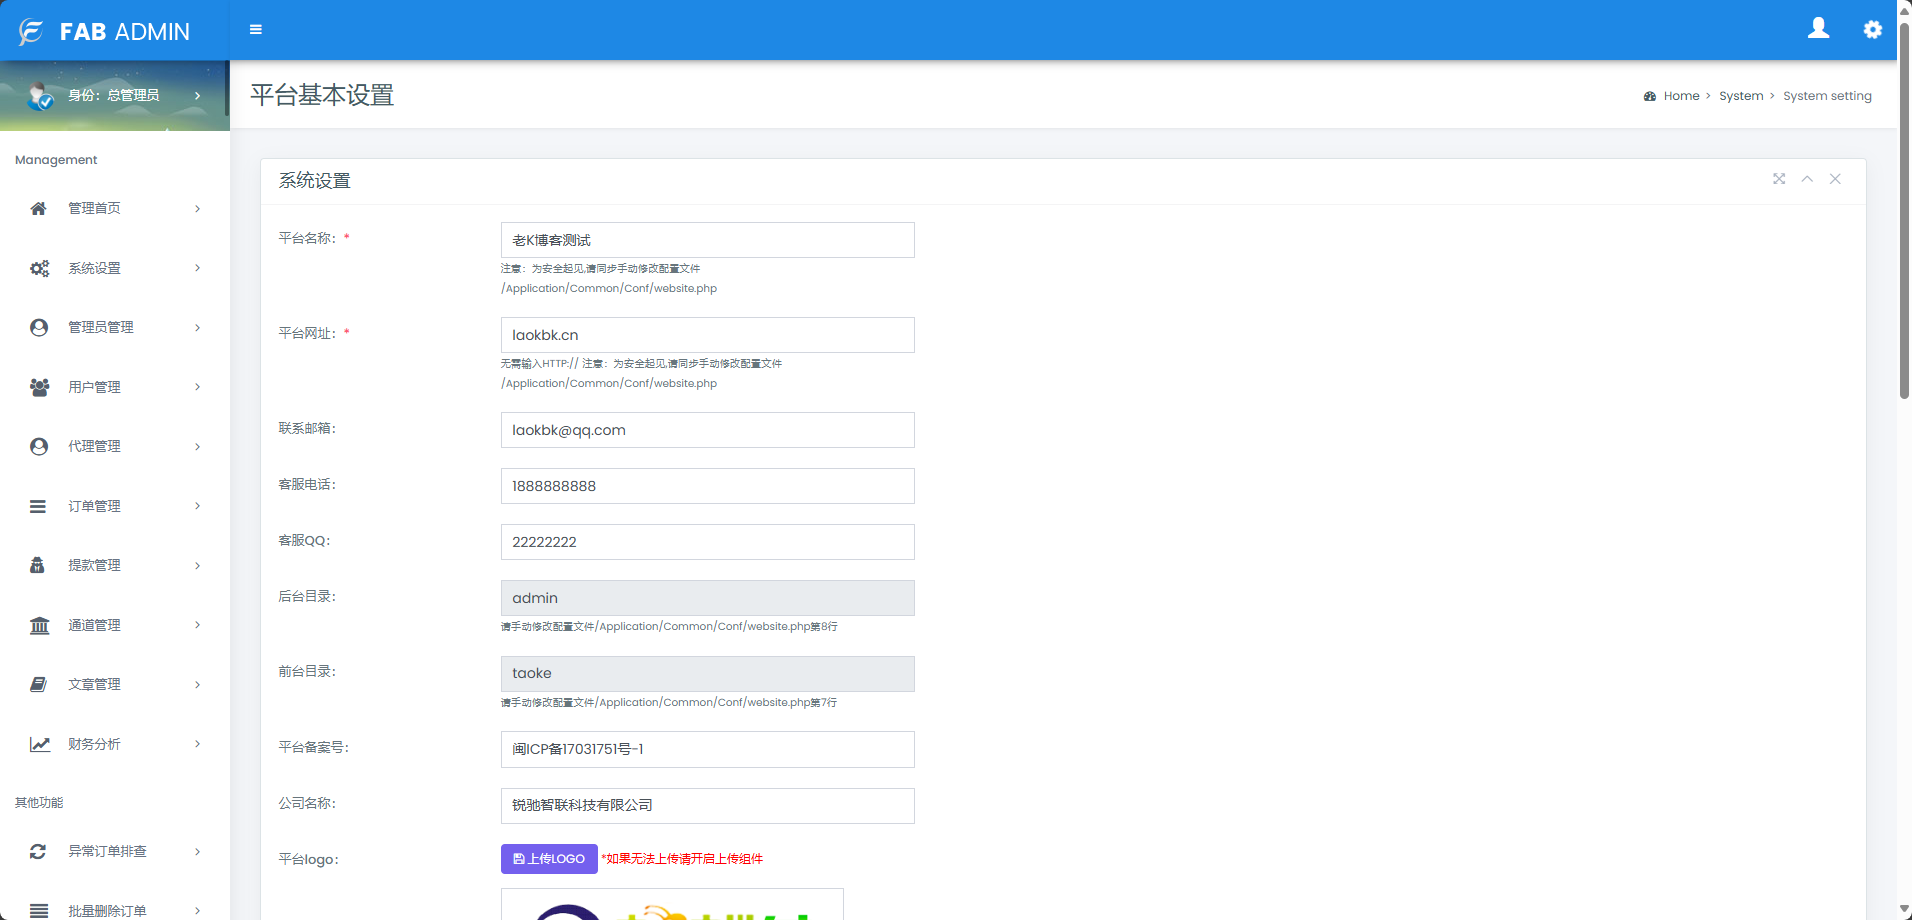 FAB ADMIN
身份：总管理员
平台基本设置
Home > System > System setting
Management
管理首页
系统设置
管理员管理
用户管理
代理管理
订单管理
提款管理
通道管理
文章管理
财务分析
其他功能
异常订单排查
批量删除订单
系统设置
平台名称：*
老K博客测试
注意：为安全起见,请同步手动修改配置文件
/Application/Common/Conf/website.php
平台网址：*
laokbk.cn
无需输入HTTP:// 注意：为安全起见,请同步手动修改配置文件
/Application/Common/Conf/website.php
联系邮箱：
laokbk@qq.com
客服电话：
1888888888
客服QQ：
22222222
后台目录：
admin
请手动修改配置文件/Application/Common/Conf/website.php第8行
前台目录：
taoke
请手动修改配置文件/Application/Common/Conf/website.php第7行
平台备案号：
闽ICP备17031751号-1
公司名称：
锐驰智联科技有限公司
平台logo：
上传LOGO *如果无法上传请开启上传组件